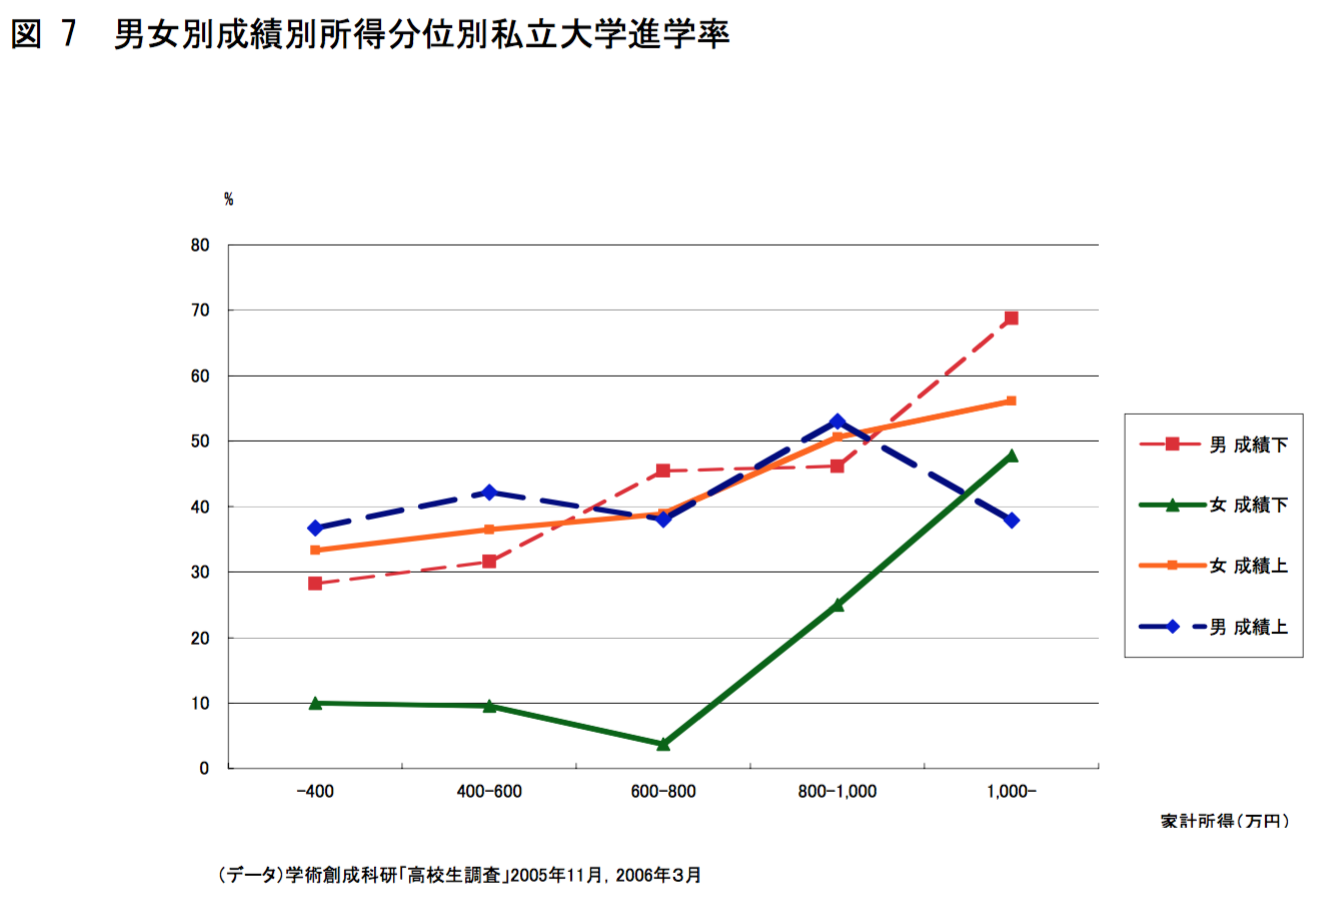 図 7 男女別成績別所得分位別私立大学進学率
%
80
70
60
50
40
30
20
10
0
-400 400-600 600-800 800-1,000 1,000-
家計所得(万円)
男 成績下
女 成績下
女 成績上
男 成績上
(データ)学術創成科研「高校生調査」2005年11月, 2006年3月